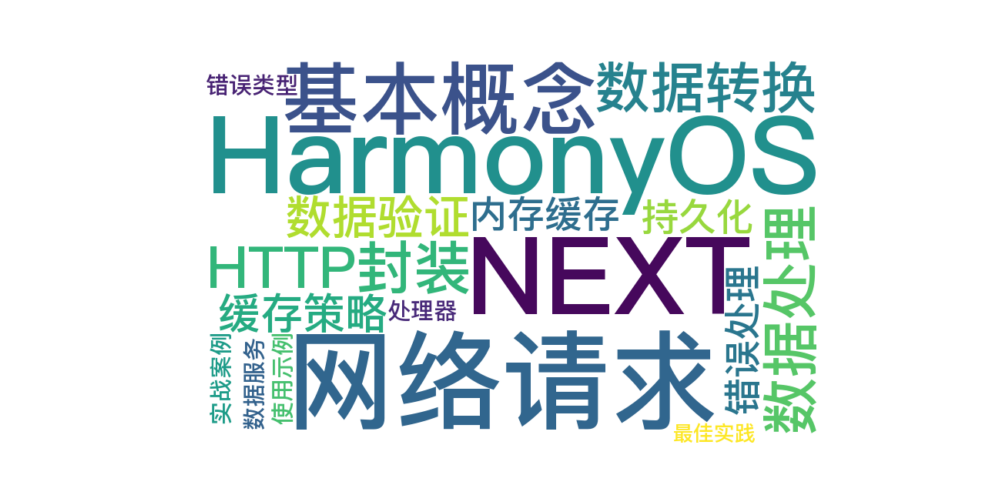 错误类型
基本概念
数据转换
HarmonyOS
数据验证
内存缓存
持久化
HTTP封装
NEXT
数据处理
缓存策略
处理器
错误处理
实战案例
数据服务
使用示例
网络请求
最佳实践